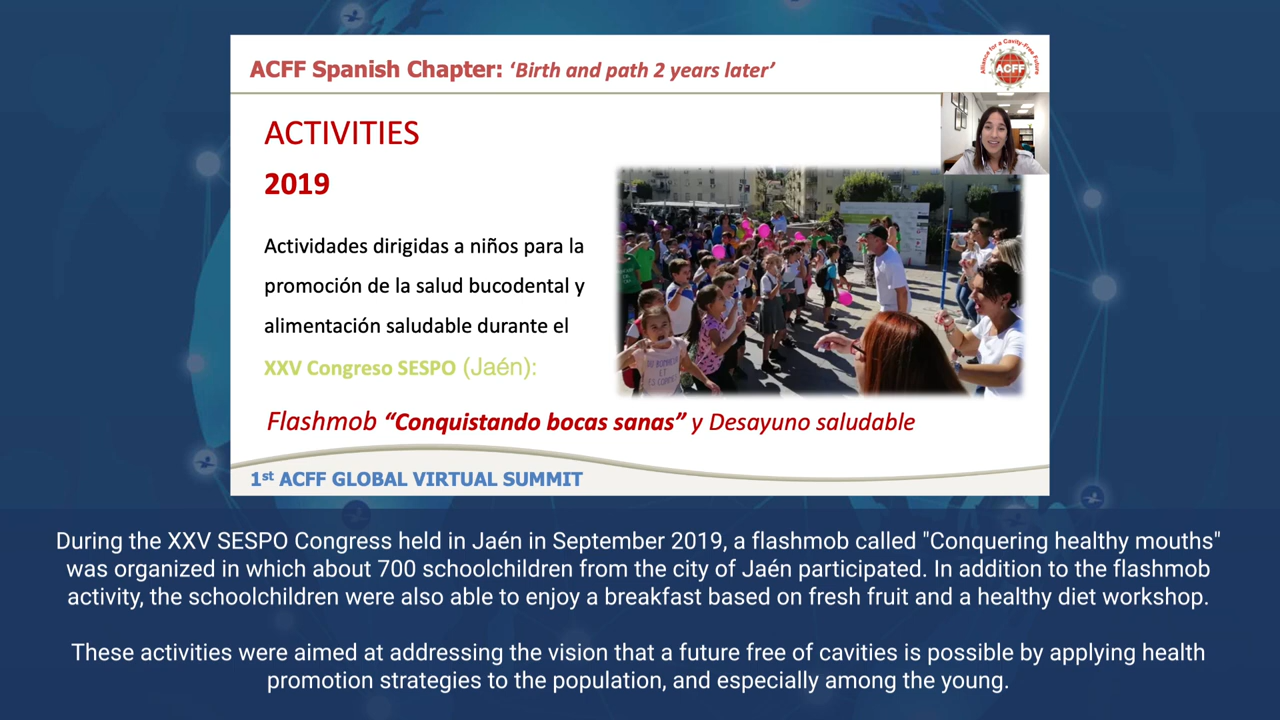 ACFF Spanish Chapter: ‘Birth and path 2 years later’
Alliance for a Cavity-Free Future
ACFF
ACTIVITIES
2019
Actividades dirigidas a niños para la
promoción de la salud bucodental y
alimentación saludable durante el
XXV Congreso SESPO (Jaén):
Flashmob “Conquistando bocas sanas” y Desayuno saludable
1st ACFF GLOBAL VIRTUAL SUMMIT
During the XXV SESPO Congress held in Jaén in September 2019, a flashmob called "Conquering healthy mouths"
was organized in which about 700 schoolchildren from the city of Jaén participated. In addition to the flashmob
activity, the schoolchildren were also able to enjoy a breakfast based on fresh fruit and a healthy diet workshop.
These activities were aimed at addressing the vision that a future free of cavities is possible by applying health
promotion strategies to the population, and especially among the young.